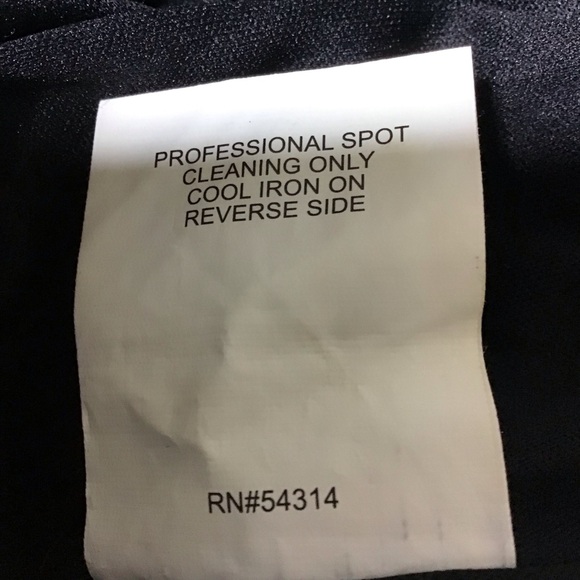 PROFESSIONAL SPOT
CLEANING ONLY
COOL IRON ON
REVERSE SIDE
RN#54314